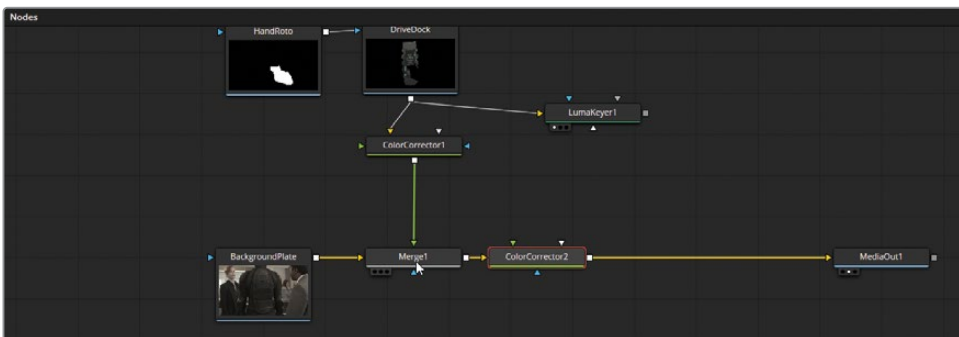 Nodes
HandRoto
DriveDock
LumaKeyer1
ColorCorrector1
BackgroundPlate
Merge1
ColorCorrector2
MediaOut1